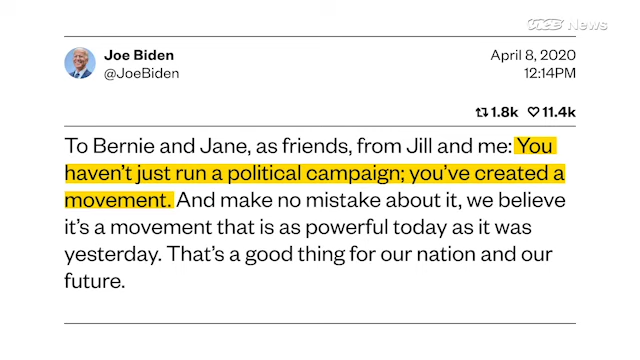 VICE News
Joe Biden
@JoeBiden
April 8, 2020
12:14PM
1.8k 11.4k
To Bernie and Jane, as friends, from Jill and me: You
haven’t just run a political campaign; you’ve created a
movement. And make no mistake about it, we believe
it’s a movement that is as powerful today as it was
yesterday. That’s a good thing for our nation and our
future.